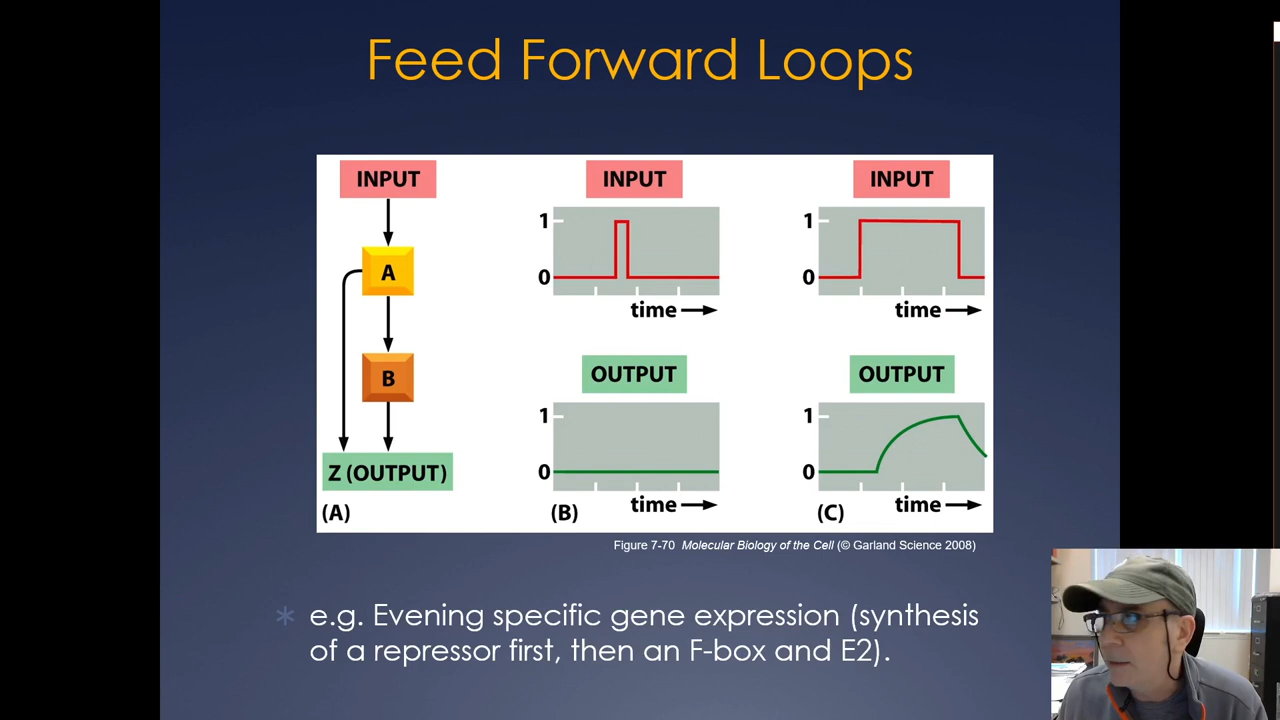 Feed Forward Loops
INPUT
A
B
Z (OUTPUT)
(A)
INPUT
1
0
time
OUTPUT
1
0
time
(B)
INPUT
1
0
time
OUTPUT
1
0
time
(C)
Figure 7-70 Molecular Biology of the Cell (© Garland Science 2008)
e.g. Evening specific gene expression (synthesis
of a repressor first, then an F-box and E2).